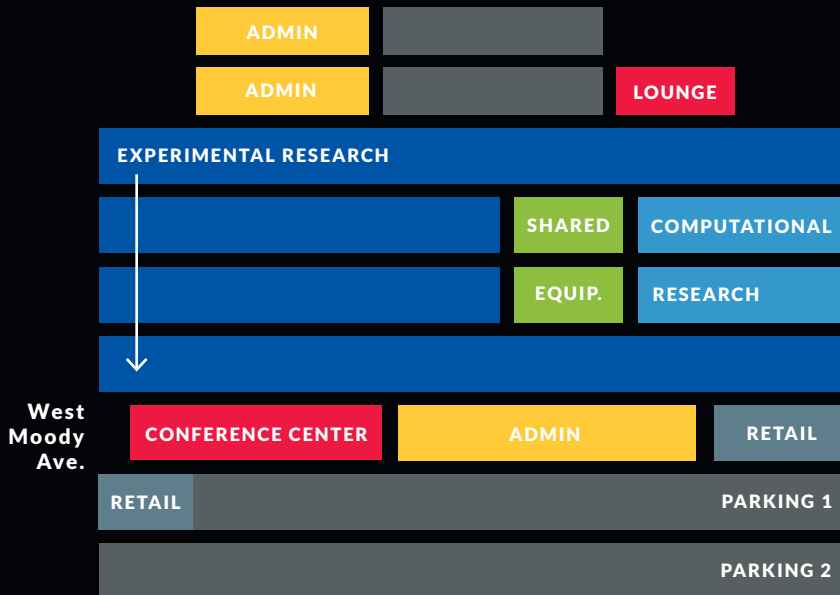 ADMIN
ADMIN
LOUNGE
EXPERIMENTAL RESEARCH
SHARED
COMPUTATIONAL
EQUIP.
RESEARCH
West
Moody
Ave.
CONFERENCE CENTER
ADMIN
RETAIL
RETAIL
PARKING 1
PARKING 2